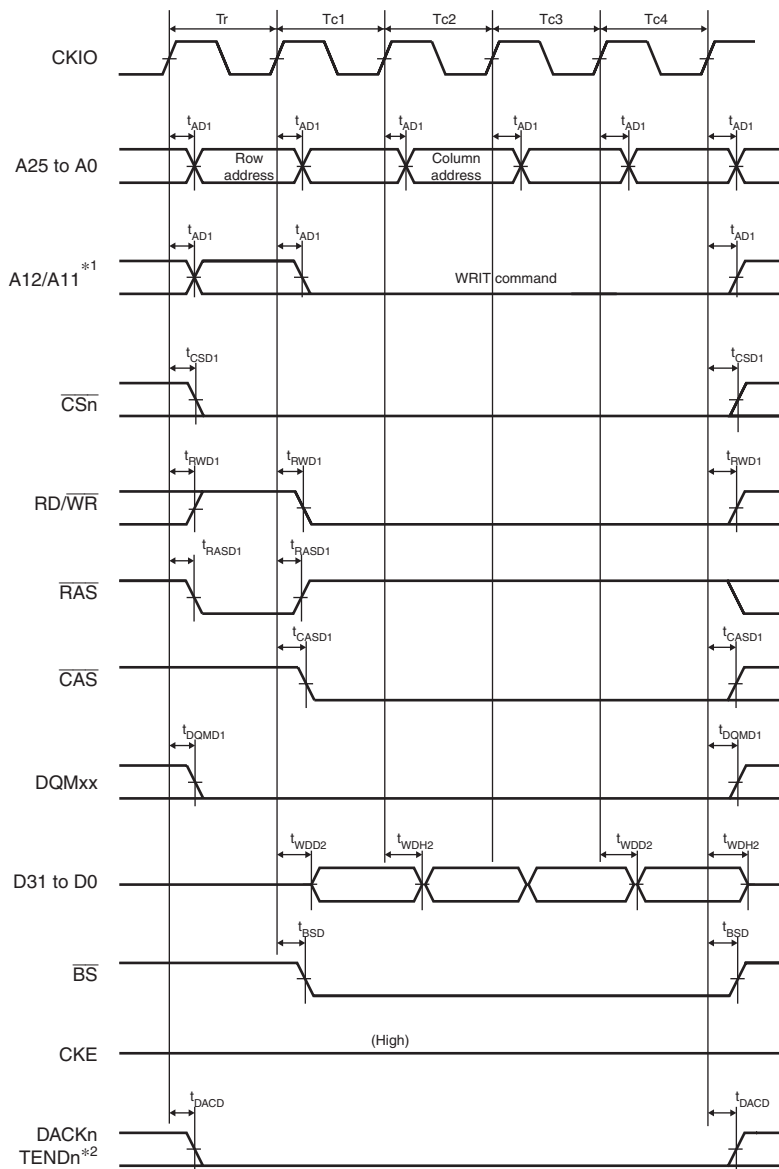 Tr Tc1 Tc2 Tc3 Tc4
CKIO
tAD1 tAD1 tAD1 tAD1 tAD1 tAD1
A25 to A0
Row address
Column address
tAD1 tAD1 tAD1
A12/A11 *1
WRIT command
tCSD1 tCSD1
CSn
tRWD1 tRWD1 tRWD1
RD/WR
tRASD1 tRASD1
RAS
tCASD1 tCASD1
CAS
tDQMD1 tDQMD1
DQMxx
tWDD2 tWDH2 tWDD2 tWDH2
D31 to D0
tBSD tBSD
BS
(High)
CKE
tDACD tDACD
DACKn
TENDn*2